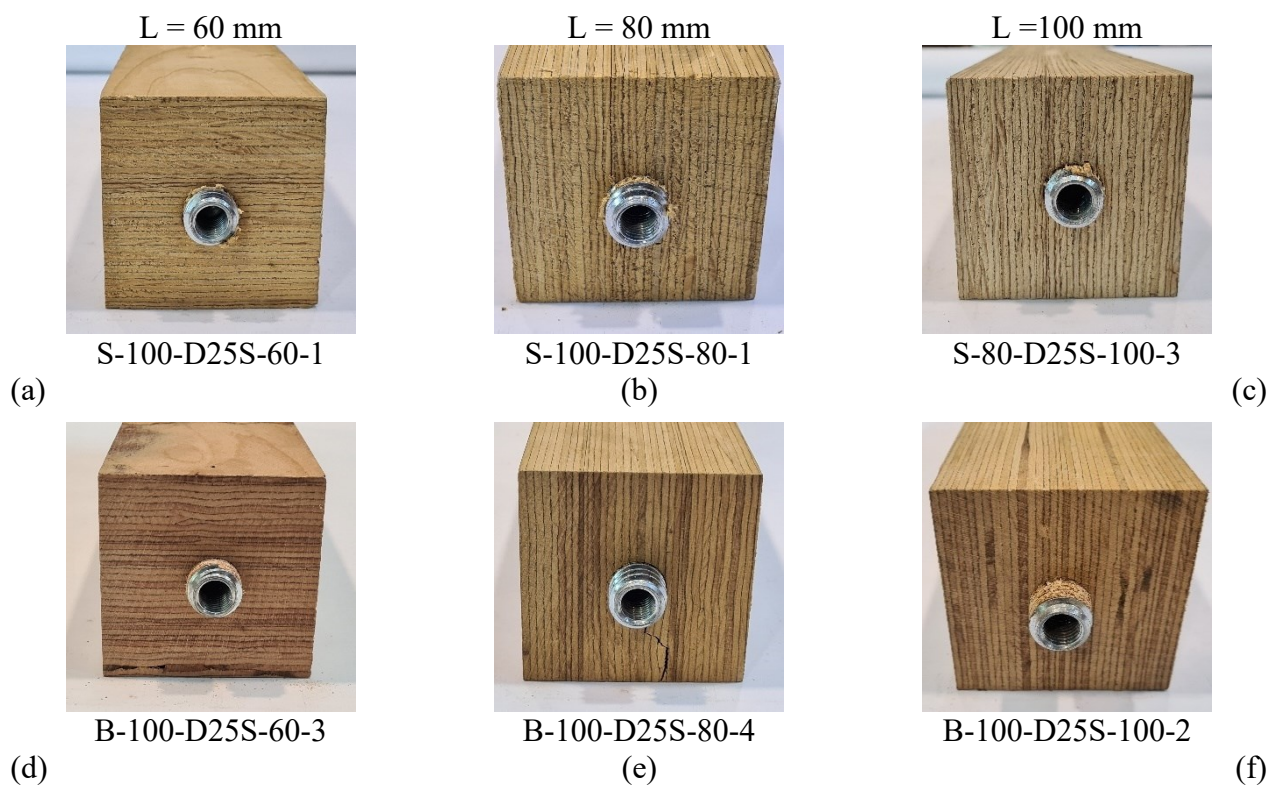 L = 60 mm
L = 80 mm
L =100 mm
S-100-D25S-60-1
S-100-D25S-80-1
S-80-D25S-100-3
(a)
(b)
(c)
B-100-D25S-60-3
B-100-D25S-80-4
B-100-D25S-100-2
(d)
(e)
(f)